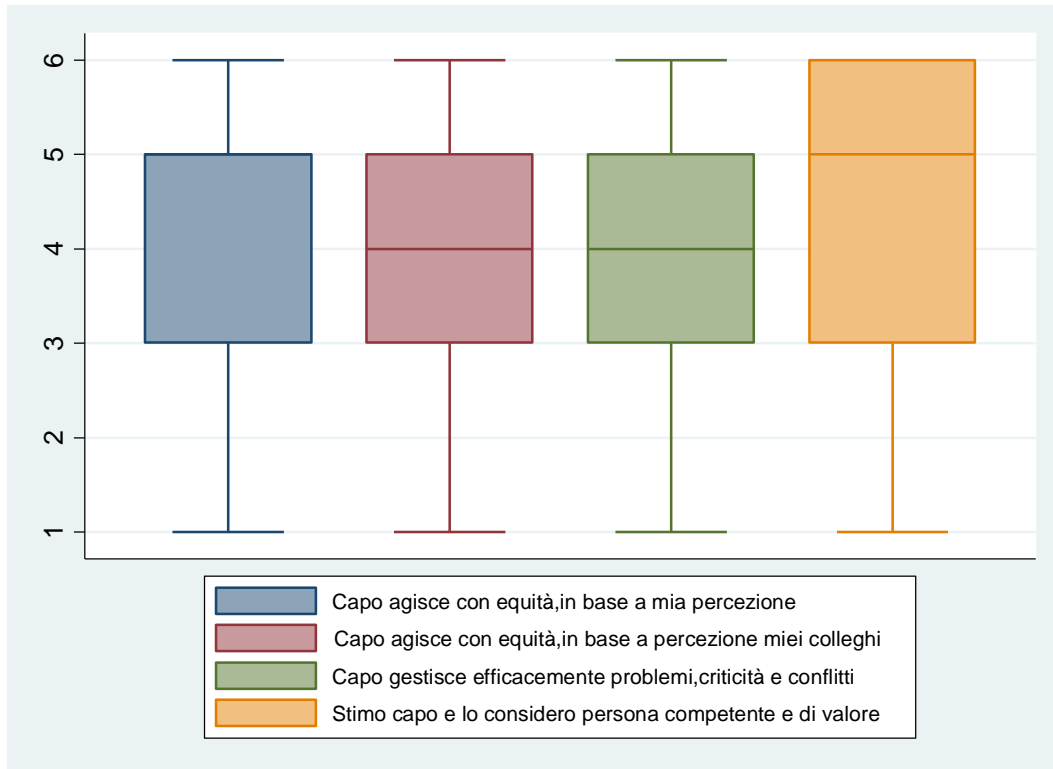 6
5
4
3
2
1
Capo agisce con equità,in base a mia percezione
Capo agisce con equità,in base a percezione miei colleghi
Capo gestisce efficacemente problemi,criticità e conflitti
Stimo capo e lo considero persona competente e di valore